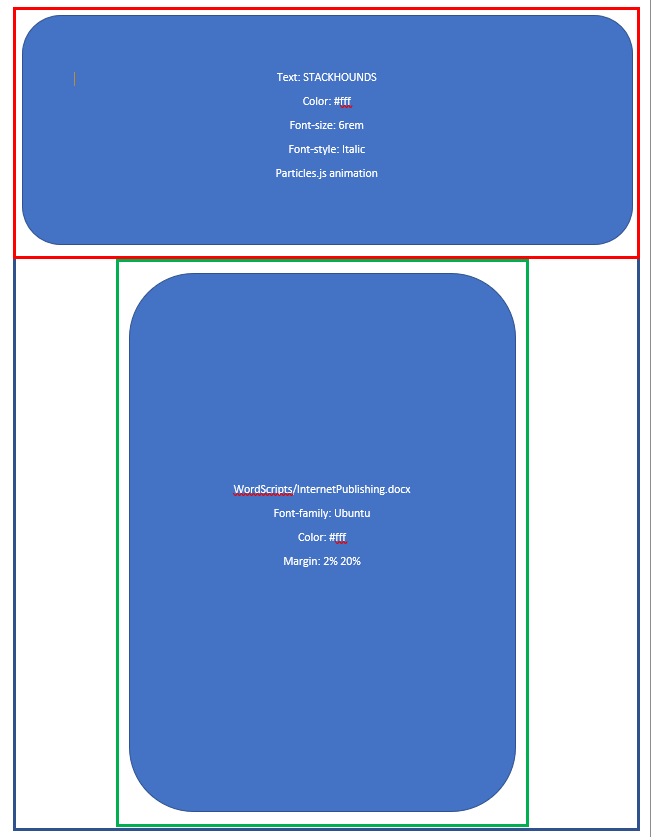 Text: STACKHOUNDS
Color: #fff
Font-size: 6rem
Font-style: Italic
Particles.js animation
WordScripts/InternetPublishing.docx
Font-family: Ubuntu
Color: #fff
Margin: 2% 20%